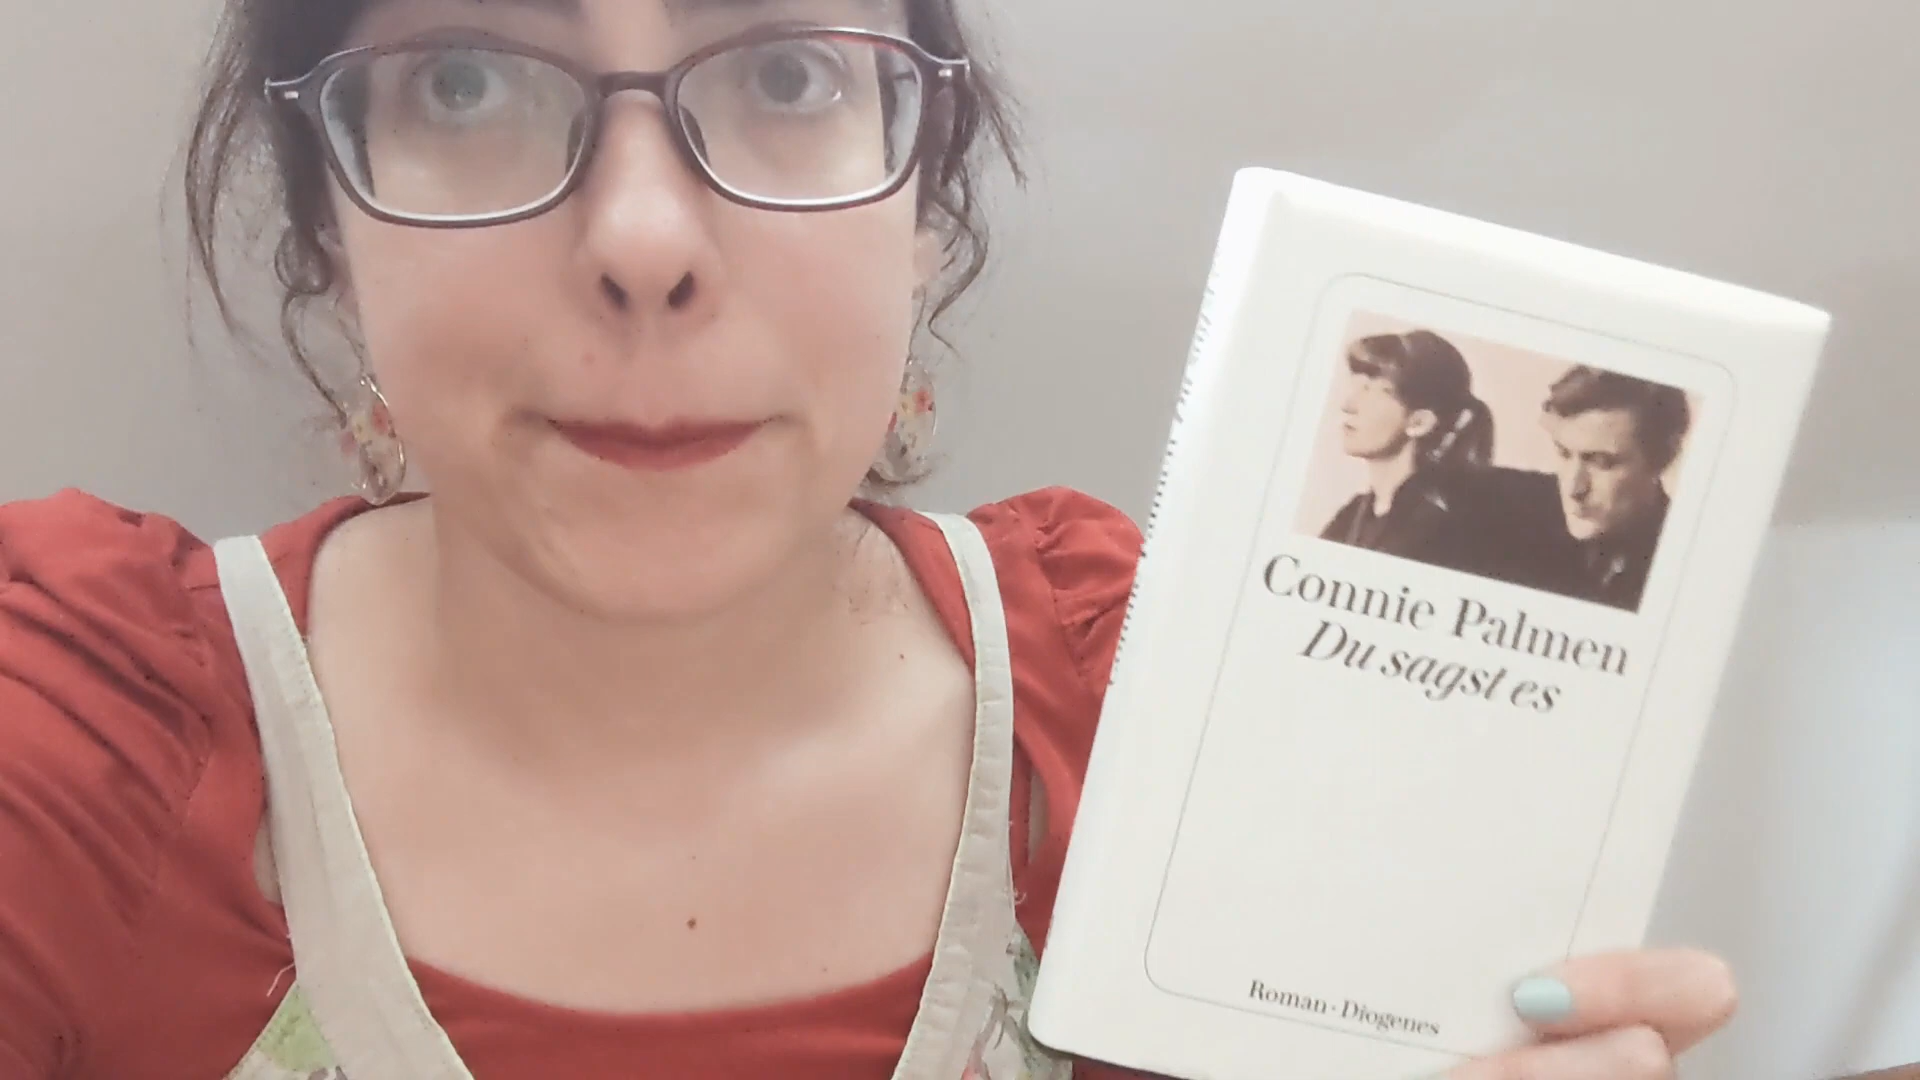 Connie Palmen
Du sagst es
Roman · Diogenes